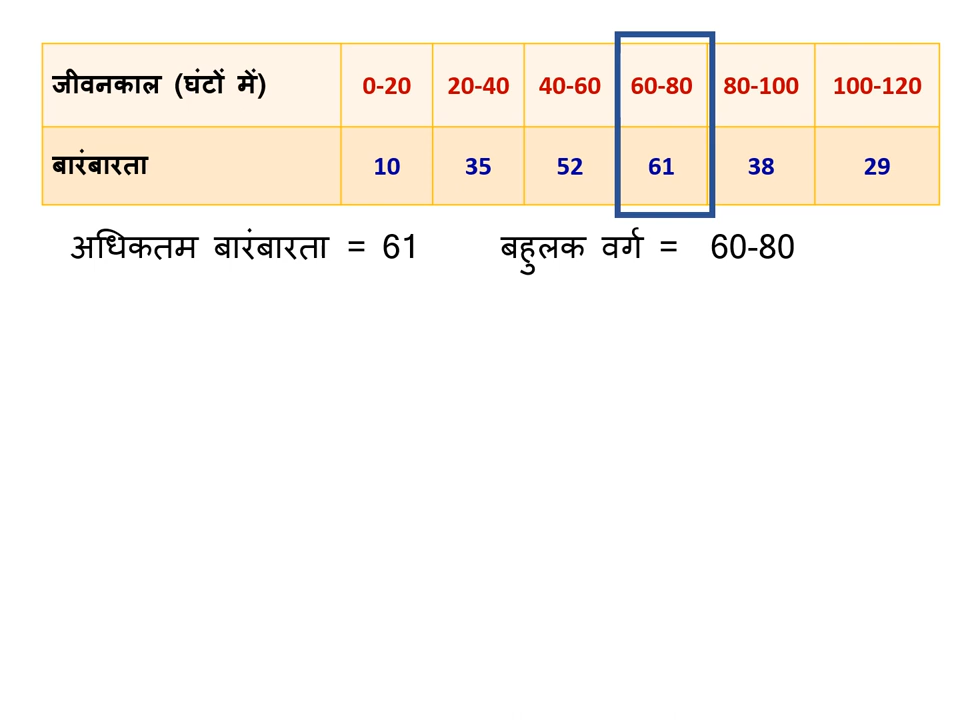 जीवनकाल (घंटों में) 0-20 20-40 40-60 60-80 80-100 100-120
बारंबारता 10 35 52 61 38 29
अधिकतम बारंबारता = 61 बहुलक वर्ग = 60-80